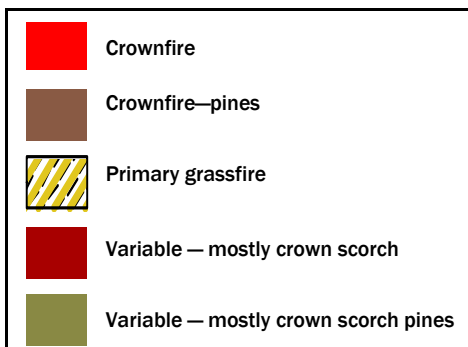 Crownfire
Crownfire—pines
Primary grassfire
Variable — mostly crown scorch
Variable — mostly crown scorch pines